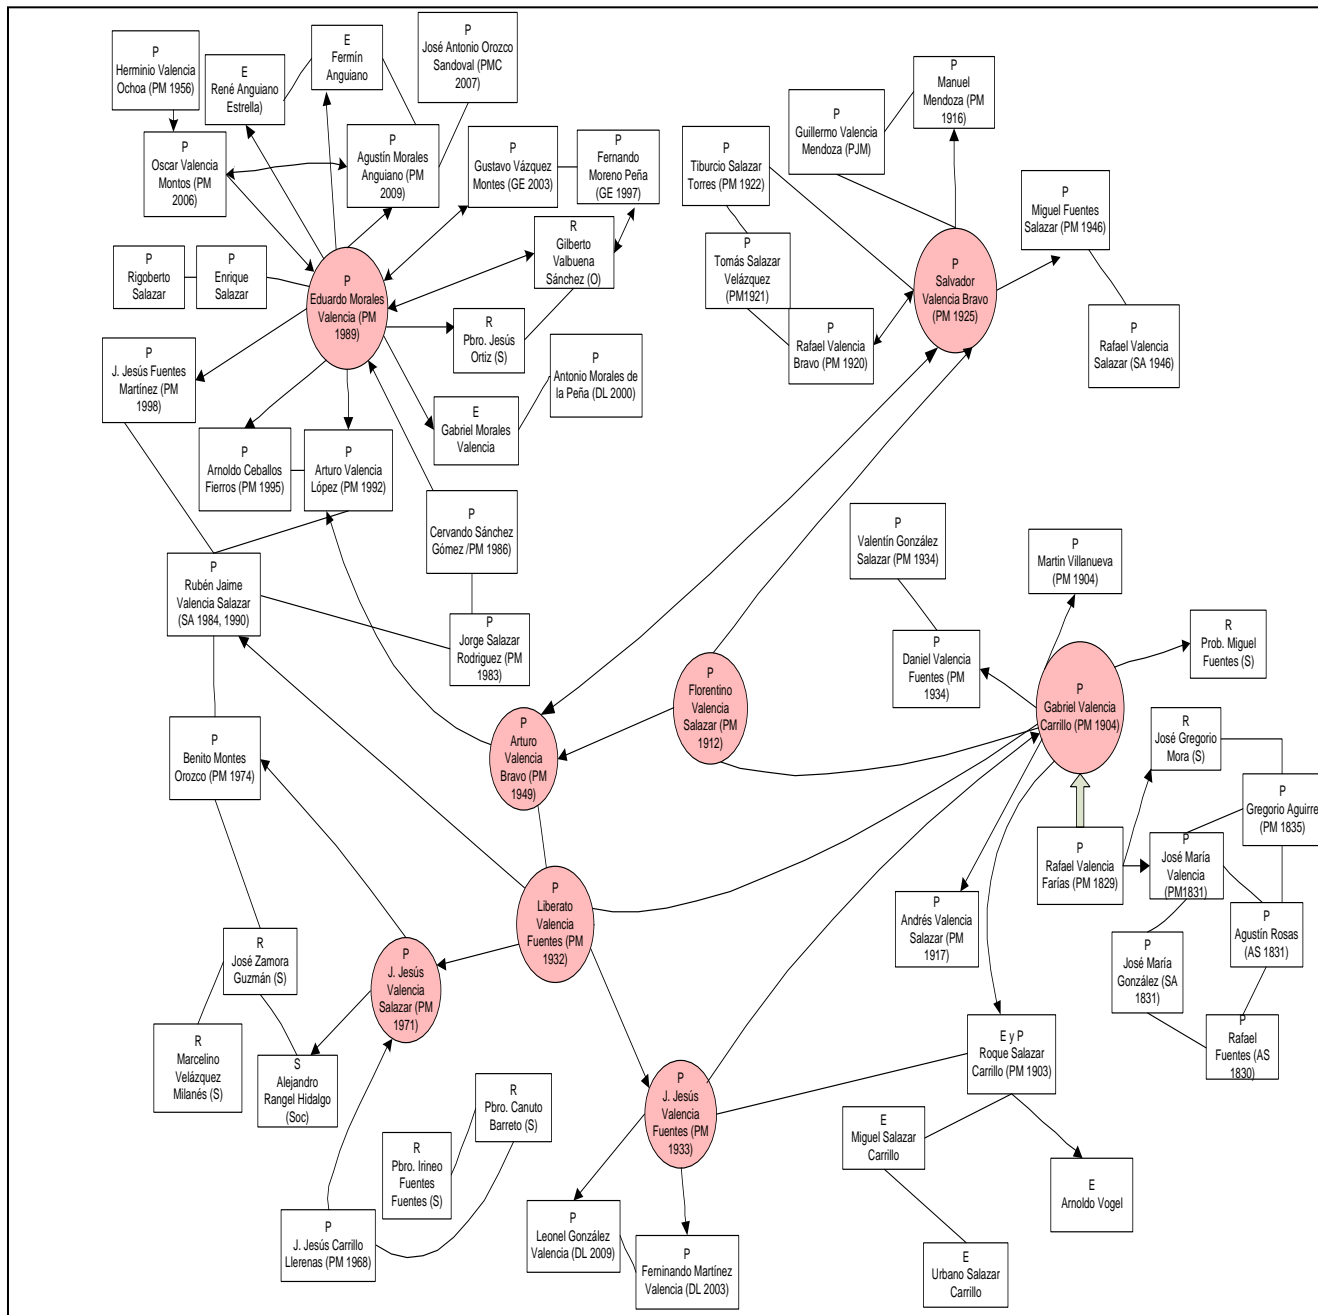 P
Herminio Valencia
Ochoa (PM 1956)
E
René Anguiano
Estrella)
E
Fermín
Anguiano
P
José Antonio Orozco
Sandoval (PMC
2007)
P
Oscar Valencia
Montos (PM
2006)
P
Agustín Morales
Anguiano (PM
2009)
P
Gustavo Vázquez
Montes (GE 2003)
P
Fernando
Moreno Peña
(GE 1997)
R
Gilberto
Valbuena
Sánchez (O)
P
Rigoberto
Salazar
P
Enrique
Salazar
P
Eduardo Morales
Valencia (PM
1989)
R
Pbro. Jesús
Ortiz (S)
P
J. Jesús Fuentes
Martínez (PM
1998)
P
Antonio Morales de
la Peña (DL 2000)
E
Gabriel Morales
Valencia
P
Arnoldo Ceballos
Fierros (PM 1995)
P
Arturo Valencia
López (PM 1992)
P
Cervando Sánchez
Gómez /PM 1986)
P
Rubén Jaime
Valencia Salazar
(SA 1984, 1990)
P
Jorge Salazar
Rodriguez (PM
1983)
P
Manuel
Mendoza (PM
1916)
P
Guillermo Valencia
Mendoza (PJM)
P
Tiburcio Salazar
Torres (PM 1922)
P
Miguel Fuentes
Salazar (PM 1946)
P
Tomás Salazar
Velázquez
(PM1921)
P
Salvador
Valencia Bravo
(PM 1925)
P
Rafael Valencia
Bravo (PM 1920)
P
Rafael Valencia
Salazar (SA 1946)
P
Valentín González
Salazar (PM 1934)
P
Martin Villanueva
(PM 1904)
R
Prob. Miguel
Fuentes (S)
P
Daniel Valencia
Fuentes (PM
1934)
P
Florentino
Valencia
Salazar (PM
1912)
P
Gabriel Valencia
Carrillo (PM 1904)
P
Arturo
Valencia
Bravo (PM
1949)
P
Benito Montes
Orozco (PM 1974)
R
José Gregorio
Mora (S)
P
Gregorio Aguirre
(PM 1835)
P
Rafael Valencia
Farías (PM 1829)
P
José María
Valencia
(PM1831)
P
Agustín Rosas
(AS 1831)
P
Liberato
Valencia
Fuentes (PM
1932)
P
Andrés Valencia
Salazar (PM
1917)
P
José María
González (SA
1831)
P
Rafael
Fuentes (AS
1830)
R
José Zamora
Guzmán (S)
P
J. Jesús
Valencia
Salazar (PM
1971)
R
Marcelino
Velázquez
Milanés (S)
S
Alejandro
Rangel Hidalgo
(Soc)
E y P
Roque Salazar
Carrillo (PM 1903)
P
J. Jesús
Valencia
Fuentes (PM
1933)
R
Pbro. Canuto
Barreto (S)
R
Pbro. Irineo
Fuentes
Fuentes (S)
E
Miguel Salazar
Carrillo
E
Arnoldo Vogel
P
J. Jesús Carrillo
Llerenas (PM 1968)
P
Leonel González
Valencia (DL 2009)
P
Ferninando Martínez
Valencia (DL 2003)
E
Urbano Salazar
Carrillo